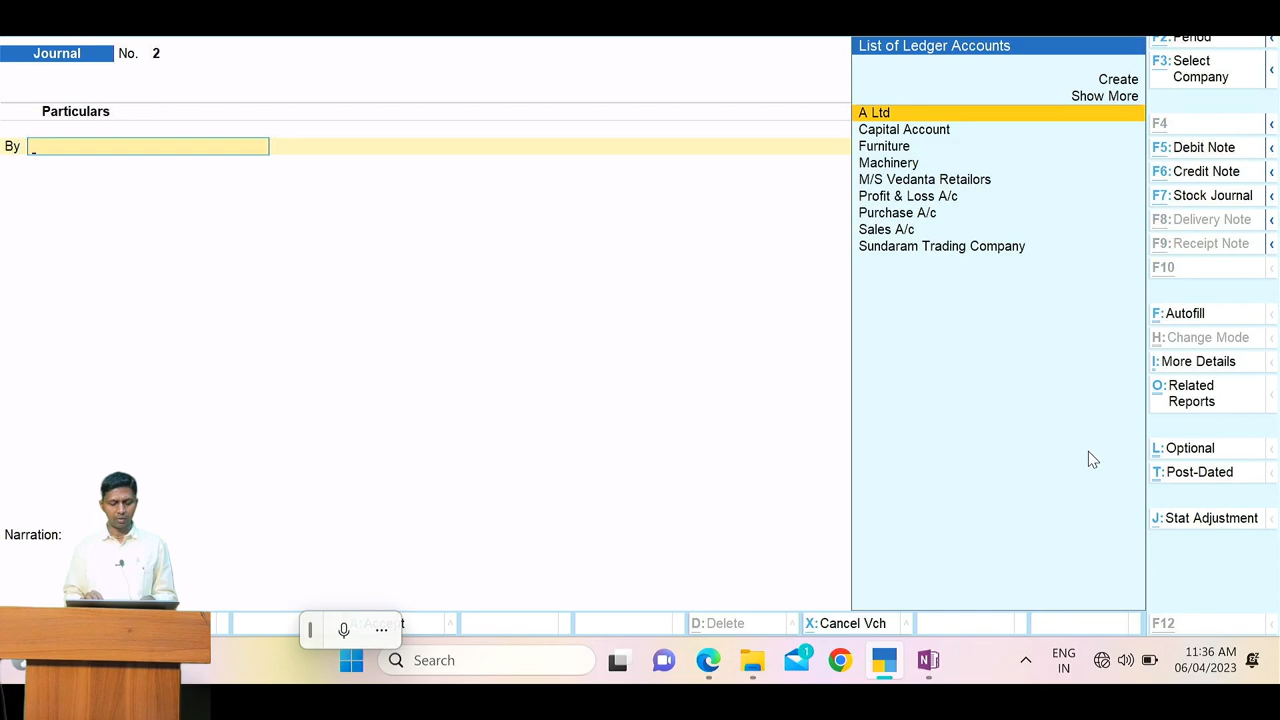 Journal No. 2
Particulars
By
Narration:
List of Ledger Accounts
Create
Show More
A Ltd
Capital Account
Furniture
Machinery
M/S Vedanta Retailors
Profit & Loss A/c
Purchase A/c
Sales A/c
Sundaram Trading Company
F2: Period
F3: Select
Company
F4
F5: Debit Note
F6: Credit Note
F7: Stock Journal
F8: Delivery Note
F9: Receipt Note
F10
F: Autofill
H: Change Mode
I: More Details
O: Related
Reports
L: Optional
T: Post-Dated
J: Stat Adjustment
F12
A: Accept
D: Delete
X: Cancel Vch
Search
1
ENG
IN
11:36 AM
06/04/2023